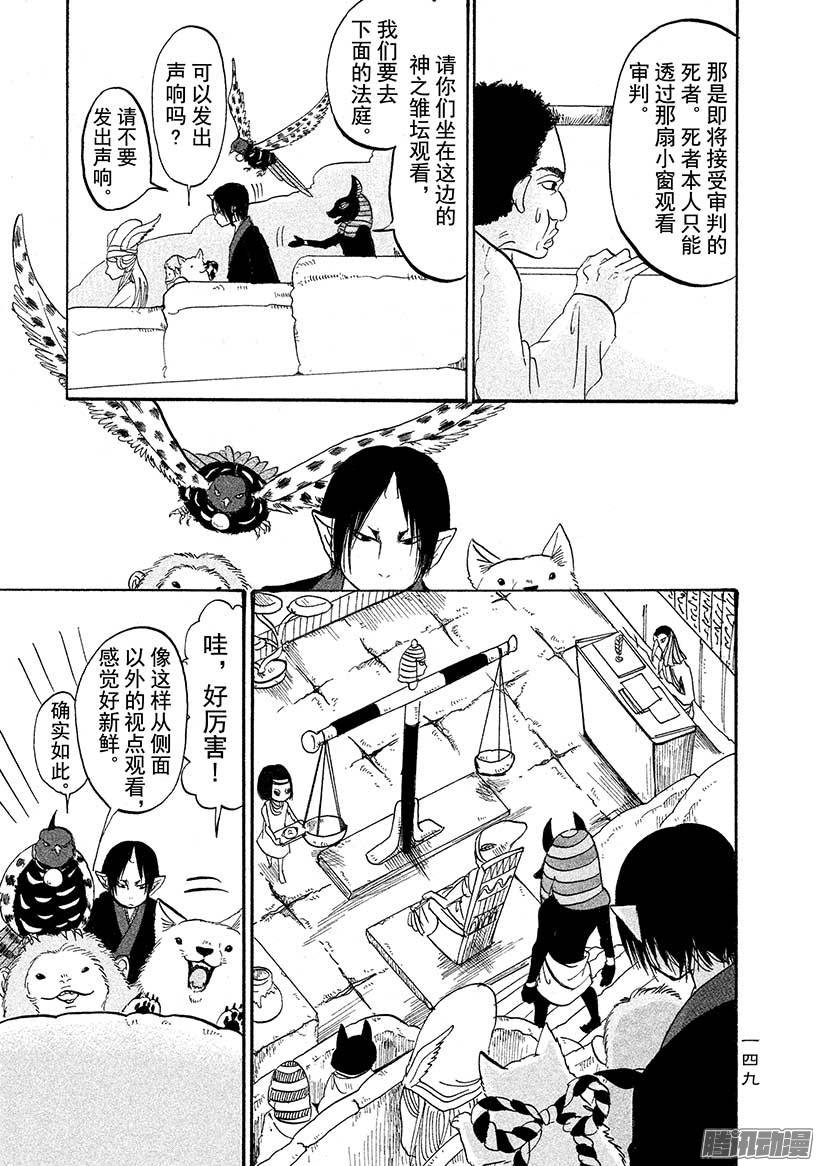 那是即将接受审判的
死者。死者本人只能
透过那扇小窗观看
审判。
请你们坐在这边的
神之雏坛观看，
我们要去
下面的法庭。
可以发出
声响吗？
请不要
发出声响。
哇，好厉害！
像这样从侧面
以外的视点观看，
感觉好新鲜。
确实如此。
一四九
腾讯动漫